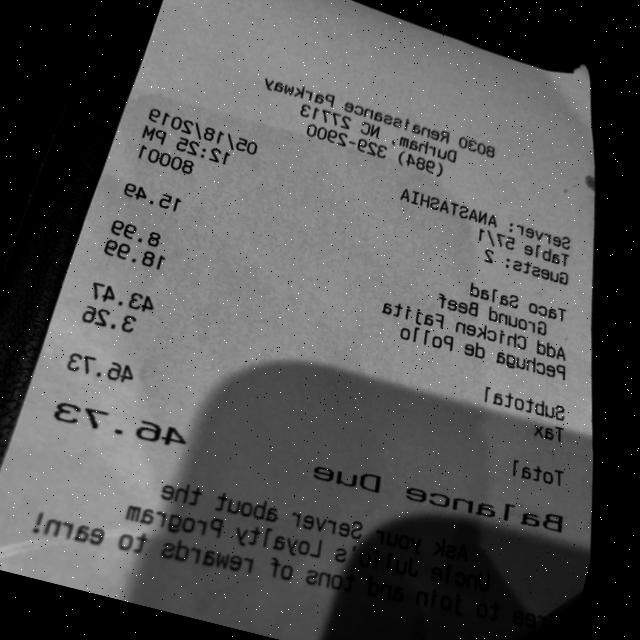 8030 Renaissance Parkway
Durham, NC 27713
(984) 329-2900
Server: ANASTASHIA 05/18/2019
Table 57/1 12:25 PM
Guests: 2 80001
Taco Salad 15.49
Ground Beef
Add Chicken Fajita 8.99
Pechuga de Pollo 18.99
Subtotal 43.47
Tax 3.26
Total 46.73
Balance Due 46.73
Ask your Server about the
Uncle Julio's Loyalty Program
to join and tons of rewards to earn!